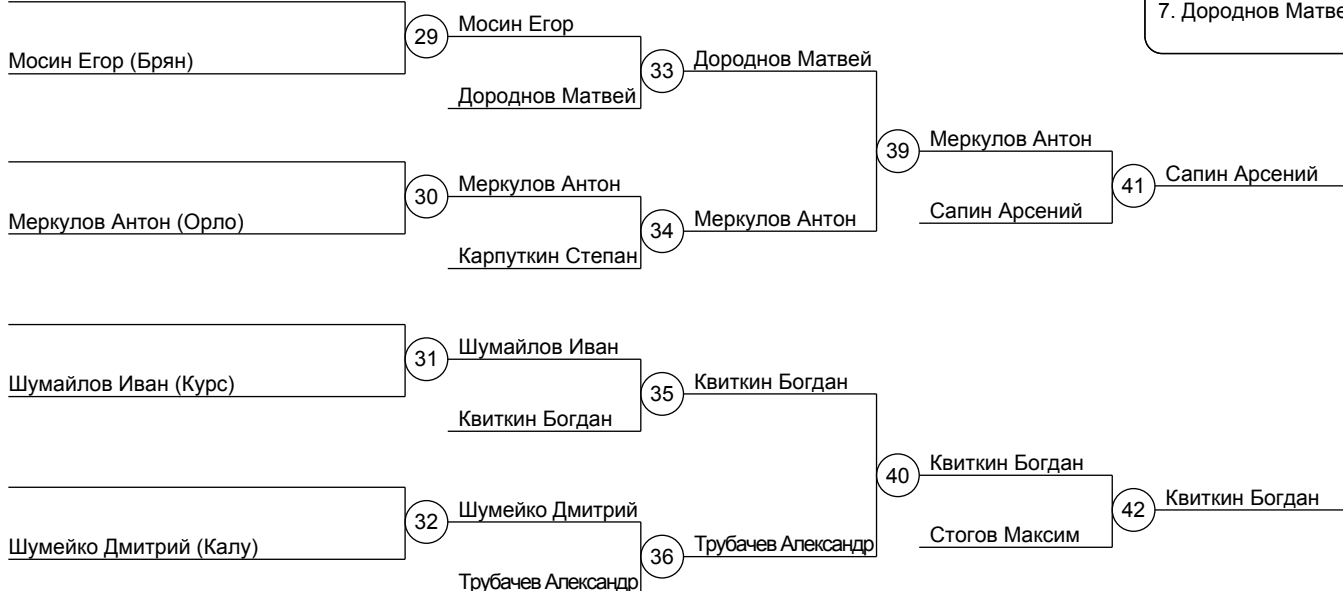 7. Дороднов Матве
29
Мосин Егор
Мосин Егор (Брян)
33
Дороднов Матвей
Дороднов Матвей
39
Меркулов Антон
30
Меркулов Антон
41
Сапин Арсений
Меркулов Антон (Орло)
34
Меркулов Антон
Сапин Арсений
Карпуткин Степан
31
Шумайлов Иван
Шумайлов Иван (Курс)
35
Квиткин Богдан
Квиткин Богдан
40
Квиткин Богдан
32
Шумейко Дмитрий
42
Квиткин Богдан
Шумейко Дмитрий (Калу)
36
Трубачев Александр
Стогов Максим
Трубачев Александр